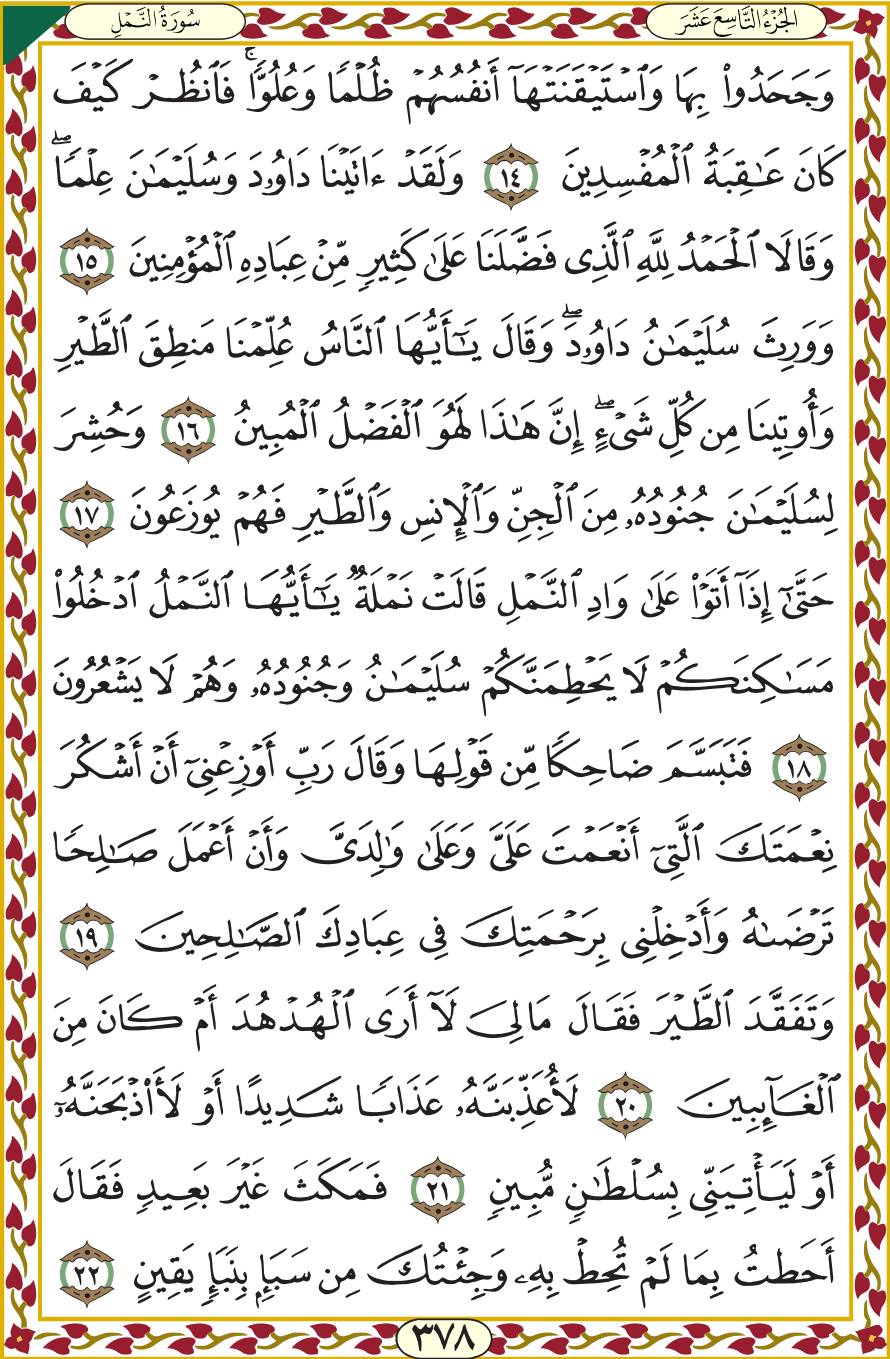 الجُزْءُ التَّاسِعَ عَشَرَ
سُورَةُ النَّمْلِ
وَجَحَدُوا۟ بِهَا وَٱسْتَيْقَنَتْهَآ أَنفُسُهُمْ ظُلْمًا وَعُلُوًّا ۚ فَٱنظُرْ كَيْفَ
كَانَ عَـٰقِبَةُ ٱلْمُفْسِدِينَ ١٤ وَلَقَدْ ءَاتَيْنَا دَاوُۥدَ وَسُلَيْمَـٰنَ عِلْمًا ۖ
وَقَالَا ٱلْحَمْدُ لِلَّهِ ٱلَّذِى فَضَّلَنَا عَلَىٰ كَثِيرٍ مِّنْ عِبَادِهِ ٱلْمُؤْمِنِينَ ١٥
وَوَرِثَ سُلَيْمَـٰنُ دَاوُۥدَ ۖ وَقَالَ يَـٰٓأَيُّهَا ٱلنَّاسُ عُلِّمْنَا مَنطِقَ ٱلطَّيْرِ
وَأُوتِينَا مِن كُلِّ شَىْءٍ ۖ إِنَّ هَـٰذَا لَهُوَ ٱلْفَضْلُ ٱلْمُبِينُ ١٦ وَحُشِرَ
لِسُلَيْمَـٰنَ جُنُودُهُۥ مِنَ ٱلْجِنِّ وَٱلْإِنسِ وَٱلطَّيْرِ فَهُمْ يُوزَعُونَ ١٧
حَتَّىٰٓ إِذَآ أَتَوْا۟ عَلَىٰ وَادِ ٱلنَّمْلِ قَالَتْ نَمْلَةٌ يَـٰٓأَيُّهَا ٱلنَّمْلُ ٱدْخُلُوا۟
مَسَـٰكِنَكُمْ لَا يَحْطِمَنَّكُمْ سُلَيْمَـٰنُ وَجُنُودُهُۥ وَهُمْ لَا يَشْعُرُونَ
١٨ فَتَبَسَّمَ ضَاحِكًا مِّن قَوْلِهَا وَقَالَ رَبِّ أَوْزِعْنِىٓ أَنْ أَشْكُرَ
نِعْمَتَكَ ٱلَّتِىٓ أَنْعَمْتَ عَلَىَّ وَعَلَىٰ وَٰلِدَىَّ وَأَنْ أَعْمَلَ صَـٰلِحًا
تَرْضَىٰهُ وَأَدْخِلْنِى بِرَحْمَتِكَ فِى عِبَادِكَ ٱلصَّـٰلِحِينَ ١٩
وَتَفَقَّدَ ٱلطَّيْرَ فَقَالَ مَا لِىَ لَآ أَرَى ٱلْهُدْهُدَ أَمْ كَانَ مِنَ
ٱلْغَآئِبِينَ ٢٠ لَأُعَذِّبَنَّهُۥ عَذَابًا شَدِيدًا أَوْ لَأَا۟ذْبَحَنَّهُۥٓ
أَوْ لَيَأْتِيَنِّى بِسُلْطَـٰنٍ مُّبِينٍ ٢١ فَمَكَثَ غَيْرَ بَعِيدٍ فَقَالَ
أَحَطتُ بِمَا لَمْ تُحِطْ بِهِۦ وَجِئْتُكَ مِن سَبَإٍ بِنَبَإٍ يَقِينٍ ٢٢
٣٧٨